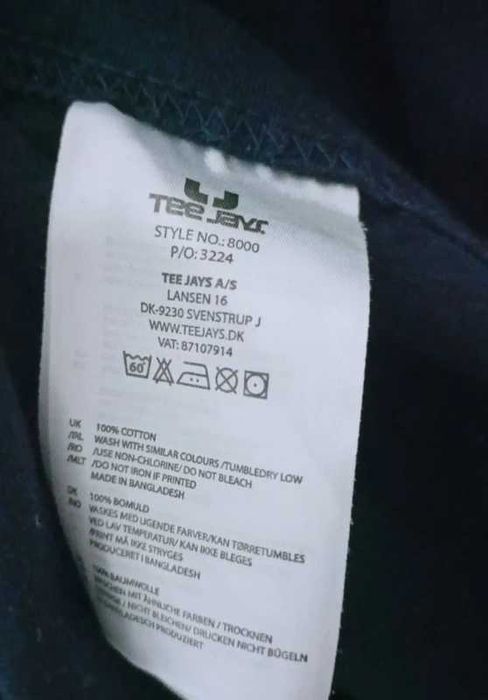 Tee Jays
STYLE NO.: 8000
P/O: 3224
TEE JAYS A/S
LANSEN 16
DK-9230 SVENSTRUP J
WWW.TEEJAYS.DK
VAT: 87107914
60
UK 100% COTTON
/IRL WASH WITH SIMILAR COLOURS /TUMBLEDRY LOW
/RO /USE NON-CHLORINE/ DO NOT BLEACH
/MLT /DO NOT IRON IF PRINTED
MADE IN BANGLADESH
DK 100% BOMULD
/NO VASKES MED LIGENDE FARVER/KAN TØRRETUMBLES
VED LAV TEMPERATUR/ KAN IKKE BLEGES
/PRINT MÅ IKKE STRYGES
PRODUCERET I BANGLADESH
100% BAUMWOLLE
WASCHEN MIT ÄHNLICHE FARBEN / TROCKNEN
/ NICHT BLEICHEN/ DRUCKEN NICHT BÜGELN
PRODUZIERT